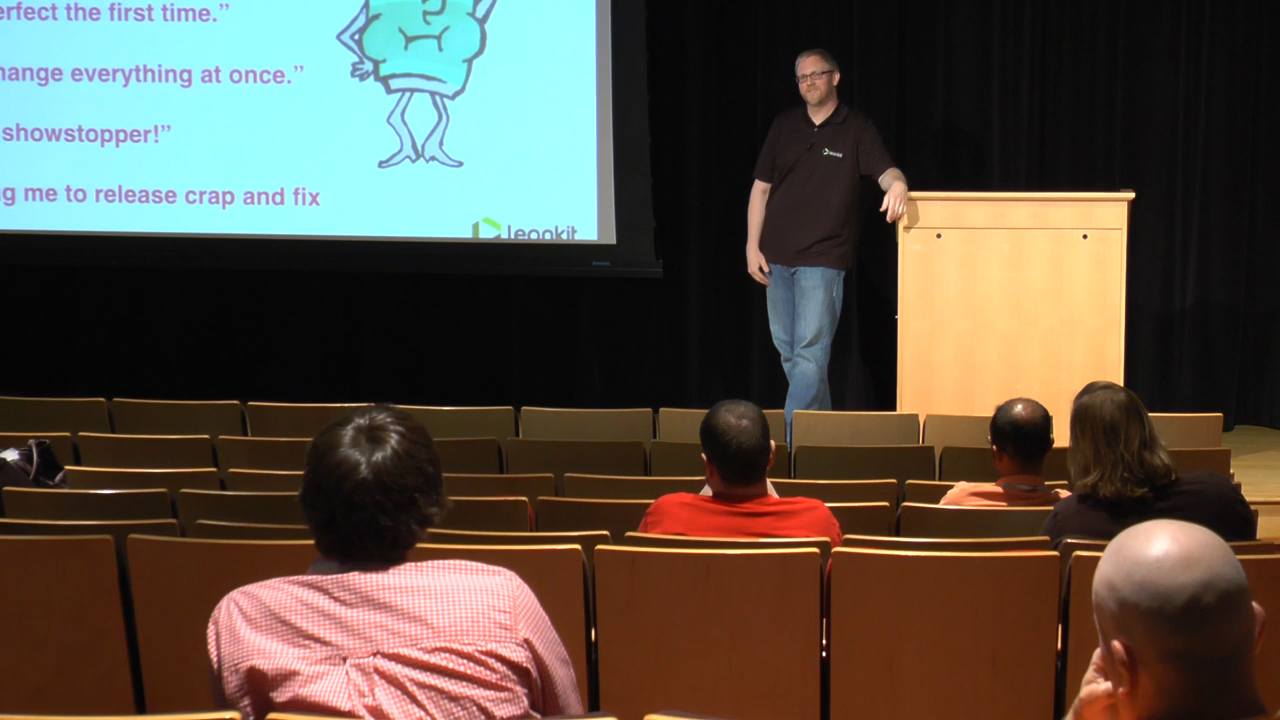 erfect the first time.”
hange everything at once.”
showstopper!”
g me to release crap and fix
leankit